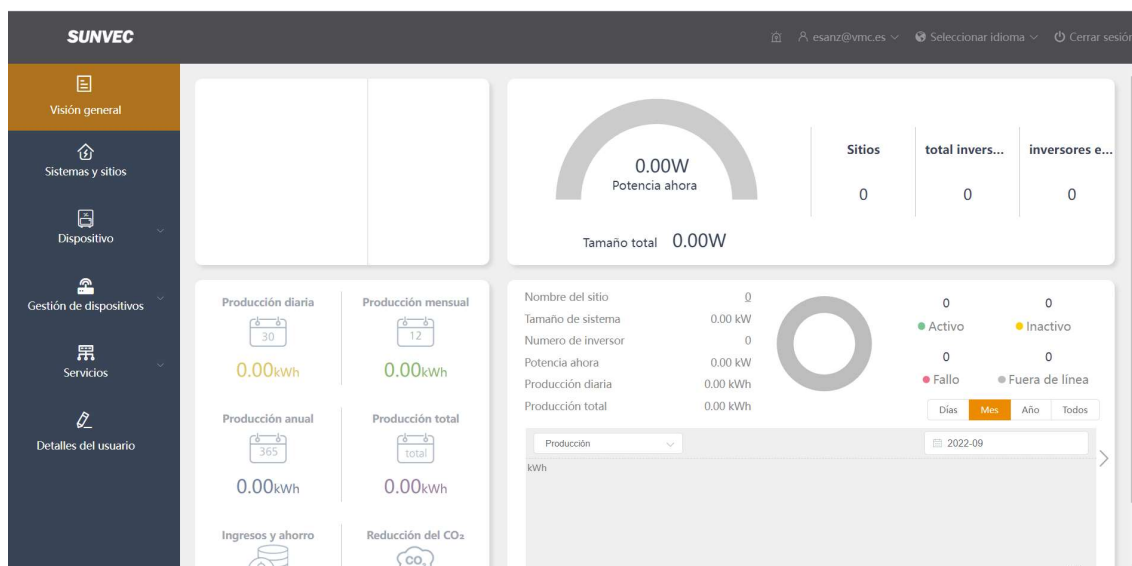 SUNVEC
esanz@vmc.es
Seleccionar idioma
Cerrar sesión
Visión general
Sistemas y sitios
Dispositivo
Gestión de dispositivos
Servicios
Detalles del usuario
0.00W
Potencia ahora
Tamaño total 0.00W
Sitios
0
total invers...
0
inversores e...
0
Producción diaria
30
0.00kWh
Producción mensual
12
0.00kWh
Producción anual
365
0.00kWh
Producción total
total
0.00kWh
Ingresos y ahorro
Reducción del CO₂
CO₂
Nombre del sitio 0
Tamaño de sistema 0.00 kW
Numero de inversor 0
Potencia ahora 0.00 kW
Producción diaria 0.00 kWh
Producción total 0.00 kWh
0
Activo
0
Inactivo
0
Fallo
0
Fuera de línea
Días Mes Año Todos
Producción
2022-09
kWh